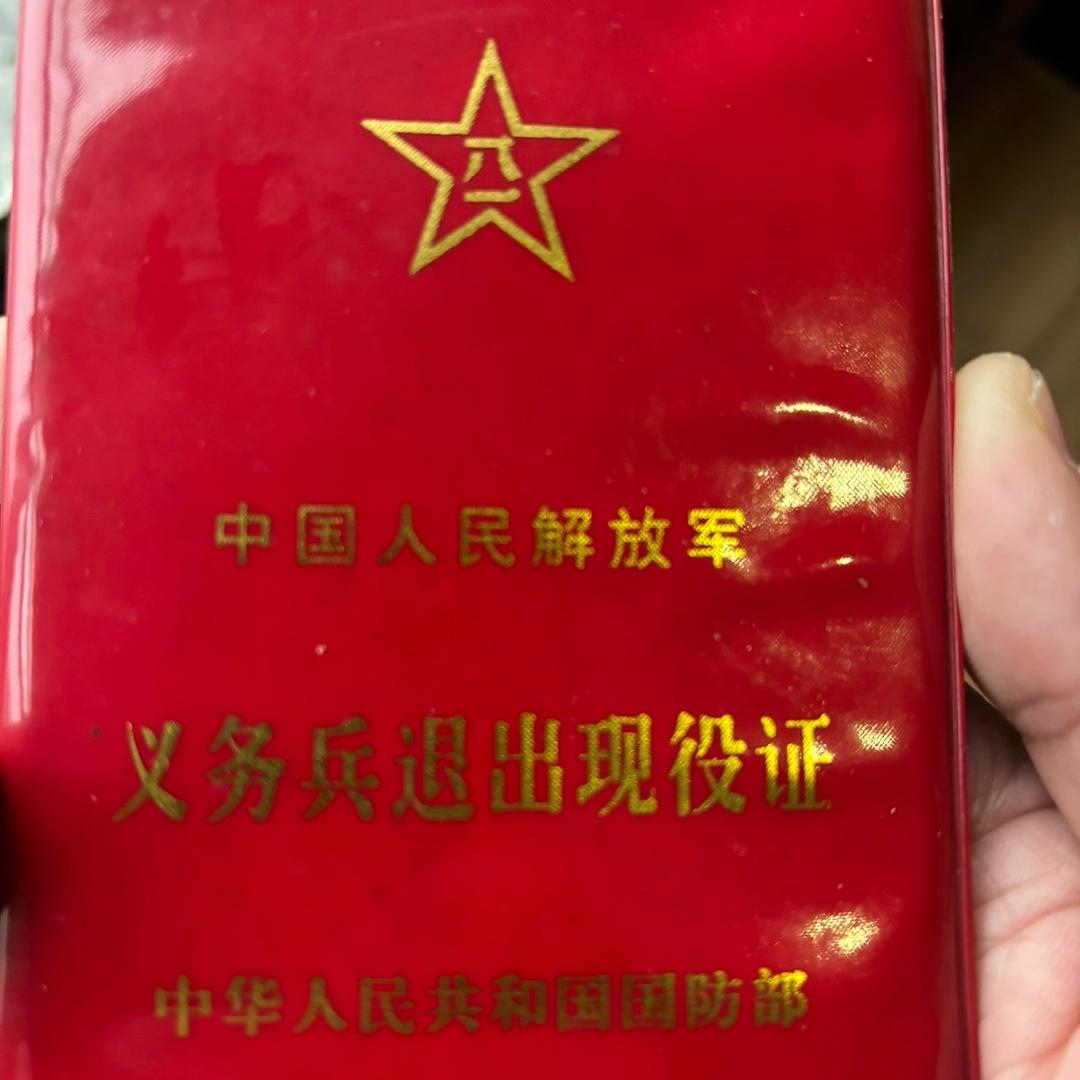 八一
中国人民解放军
义务兵退出现役证
中华人民共和国国防部